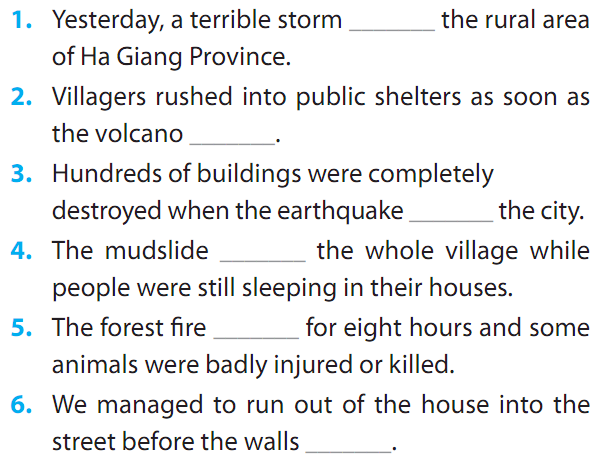 1. Yesterday, a terrible storm _______ the rural area
of Ha Giang Province.
2. Villagers rushed into public shelters as soon as
the volcano _______.
3. Hundreds of buildings were completely
destroyed when the earthquake _______ the city.
4. The mudslide _______ the whole village while
people were still sleeping in their houses.
5. The forest fire _______ for eight hours and some
animals were badly injured or killed.
6. We managed to run out of the house into the
street before the walls _______.